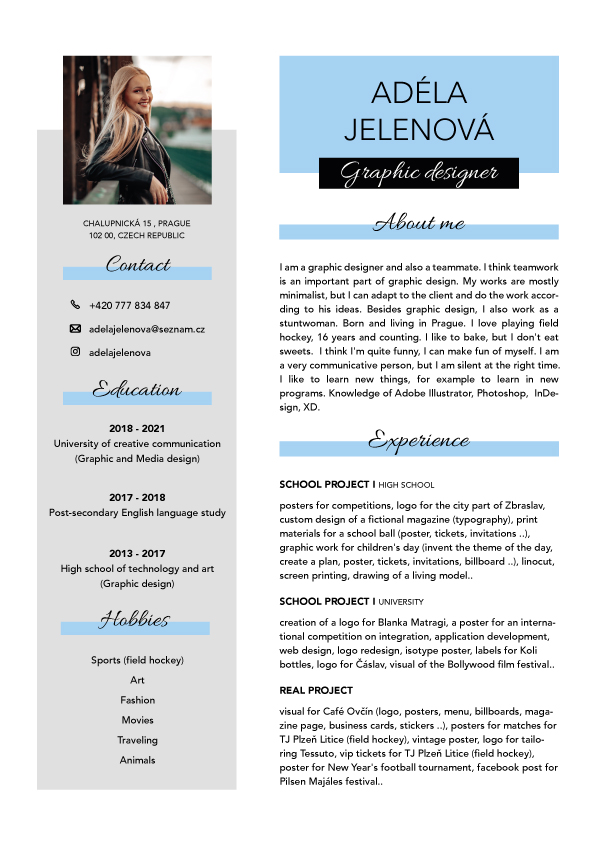 CHALUPNICKÁ 15 , PRAGUE
102 00, CZECH REPUBLIC
Contact
+420 777 834 847
adelajelenova@seznam.cz
adelajelenova
Education
2018 - 2021
University of creative communication
(Graphic and Media design)
2017 - 2018
Post-secondary English language study
2013 - 2017
High school of technology and art
(Graphic design)
Hobbies
Sports (field hockey)
Art
Fashion
Movies
Traveling
Animals
ADÉLA
JELENOVÁ
Graphic designer
About me
I am a graphic designer and also a teammate. I think teamwork
is an important part of graphic design. My works are mostly
minimalist, but I can adapt to the client and do the work accor-
ding to his ideas. Besides graphic design, I also work as a
stuntwoman. Born and living in Prague. I love playing field
hockey, 16 years and counting. I like to bake, but I don't eat
sweets. I think I'm quite funny, I can make fun of myself. I am
a very communicative person, but I am silent at the right time.
I like to learn new things, for example to learn in new
programs. Knowledge of Adobe Illustrator, Photoshop, InDe-
sign, XD.
Experience
SCHOOL PROJECT I HIGH SCHOOL
posters for competitions, logo for the city part of Zbraslav,
custom design of a fictional magazine (typography), print
materials for a school ball (poster, tickets, invitations ..),
graphic work for children's day (invent the theme of the day,
create a plan, poster, tickets, invitations, billboard ..), linocut,
screen printing, drawing of a living model..
SCHOOL PROJECT I UNIVERSITY
creation of a logo for Blanka Matragi, a poster for an interna-
tional competition on integration, application development,
web design, logo redesign, isotype poster, labels for Koli
bottles, logo for Čáslav, visual of the Bollywood film festival..
REAL PROJECT
visual for Café Ovčín (logo, posters, menu, billboards, maga-
zine page, business cards, stickers ..), posters for matches for
TJ Plzeň Litice (field hockey), vintage poster, logo for tailo-
ring Tessuto, vip tickets for TJ Plzeň Litice (field hockey),
poster for New Year's football tournament, facebook post for
Pilsen Majáles festival..